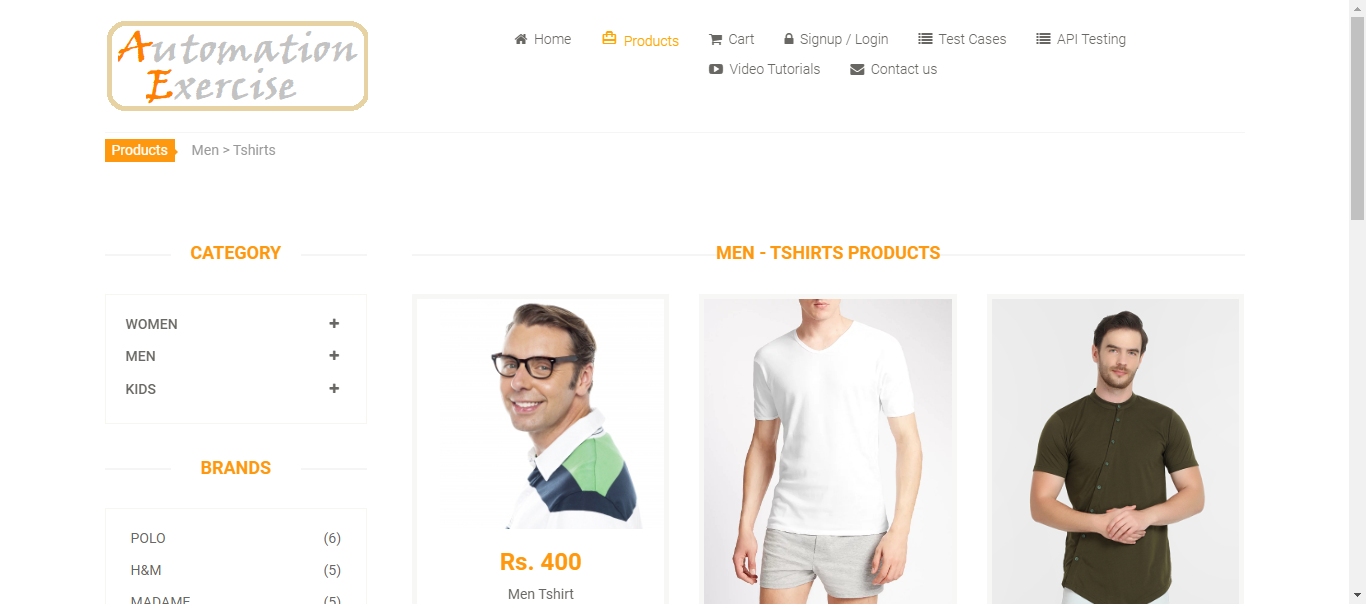 Automation
Exercise
Home
Products
Cart
Signup / Login
Test Cases
API Testing
Video Tutorials
Contact us
Products
Men > Tshirts
CATEGORY
WOMEN
MEN
KIDS
BRANDS
POLO (6)
H&M (5)
MADAME (5)
MEN - TSHIRTS PRODUCTS
Rs. 400
Men Tshirt